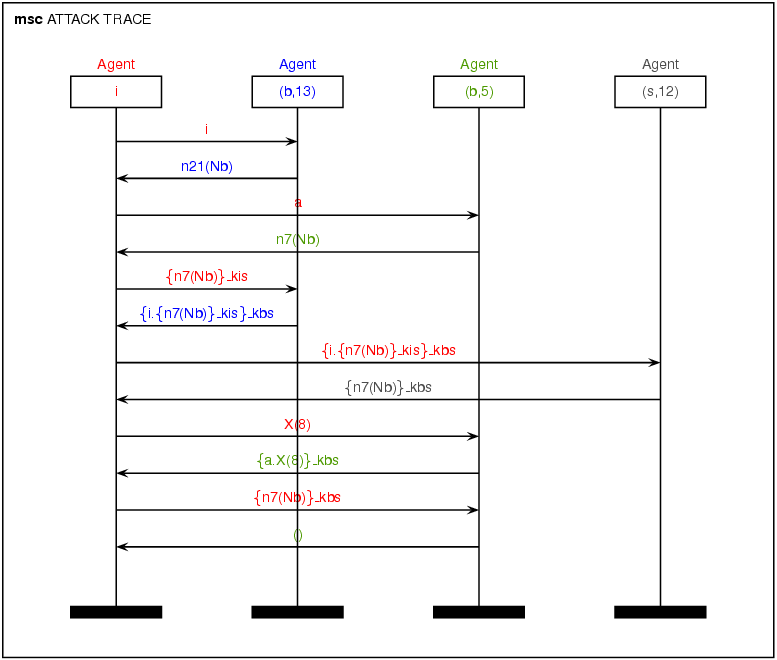 msc ATTACK TRACE
Agent Agent Agent Agent
i (b,13) (b,5) (s,12)
i
n21(Nb)
a
n7(Nb)
{n7(Nb)}_kis
{i.{n7(Nb)}_kis}_kbs
{i.{n7(Nb)}_kis}_kbs
{n7(Nb)}_kbs
X(8)
{a.X(8)}_kbs
{n7(Nb)}_kbs
()